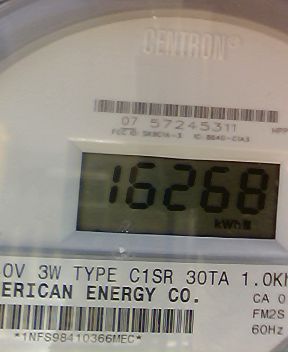 CENTRON®
07 57245311
16268
kWh
0V 3W TYPE C1SR 30TA 1.0K
ERICAN ENERGY CO.
CA 0
FM2S
60Hz
*1NFS98410366MEC*